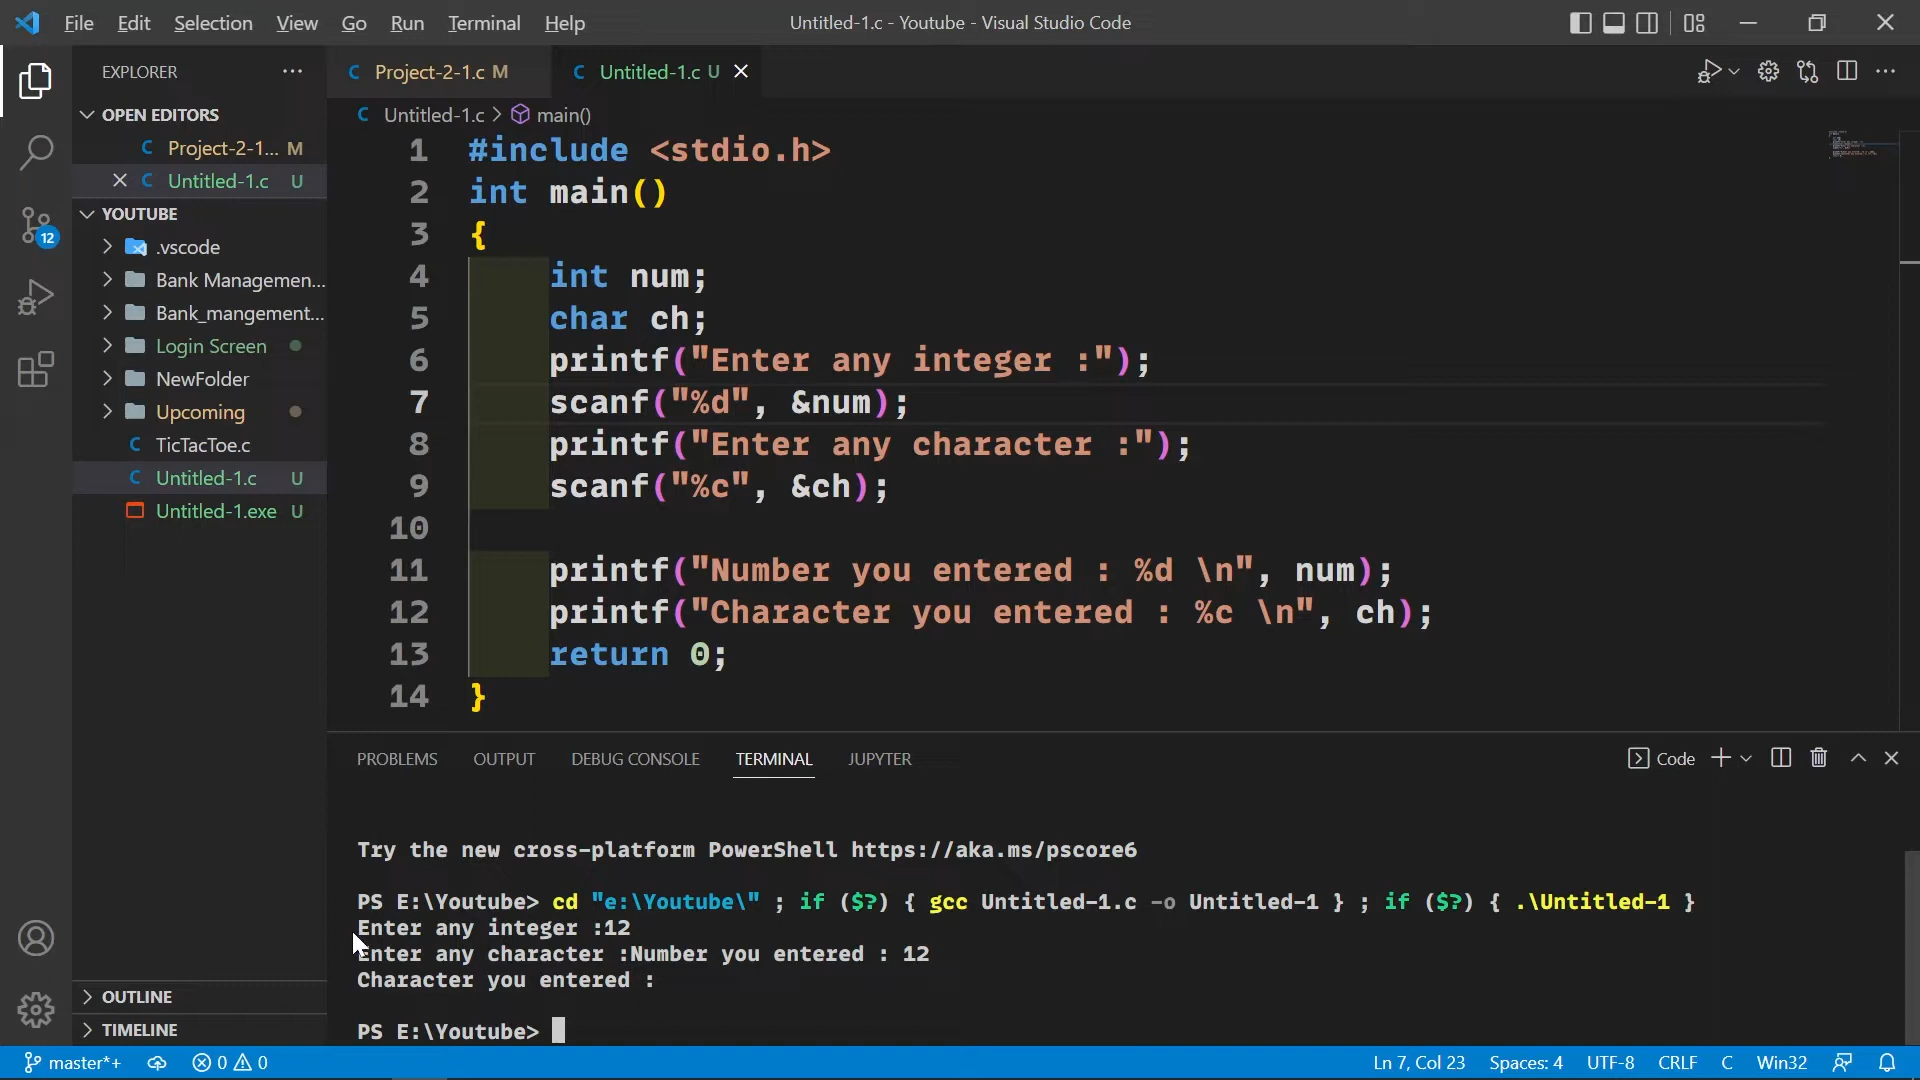 File Edit Selection View Go Run Terminal Help
Untitled-1.c - Youtube - Visual Studio Code
EXPLORER
OPEN EDITORS
Project-2-1... M
Untitled-1.c U
YOUTUBE
.vscode
Bank Managemen...
Bank_mangement...
Login Screen
NewFolder
Upcoming
C TicTacToe.c
C Untitled-1.c U
Untitled-1.exe U
OUTLINE
TIMELINE
12
C Project-2-1.c M
C Untitled-1.c U
C Untitled-1.c > main()
1 #include <stdio.h>
2 int main()
3 {
4 int num;
5 char ch;
6 printf("Enter any integer :");
7 scanf("%d", &num);
8 printf("Enter any character :");
9 scanf("%c", &ch);
10
11 printf("Number you entered : %d \n", num);
12 printf("Character you entered : %c \n", ch);
13 return 0;
14 }
PROBLEMS OUTPUT DEBUG CONSOLE TERMINAL JUPYTER
Code
Try the new cross-platform PowerShell https://aka.ms/pscore6
PS E:\Youtube> cd "e:\Youtube\" ; if ($?) { gcc Untitled-1.c -o Untitled-1 } ; if ($?) { .\Untitled-1 }
Enter any integer :12
Enter any character :Number you entered : 12
Character you entered :
PS E:\Youtube>
master*+ 0 0
Ln 7, Col 23 Spaces: 4 UTF-8 CRLF C Win32